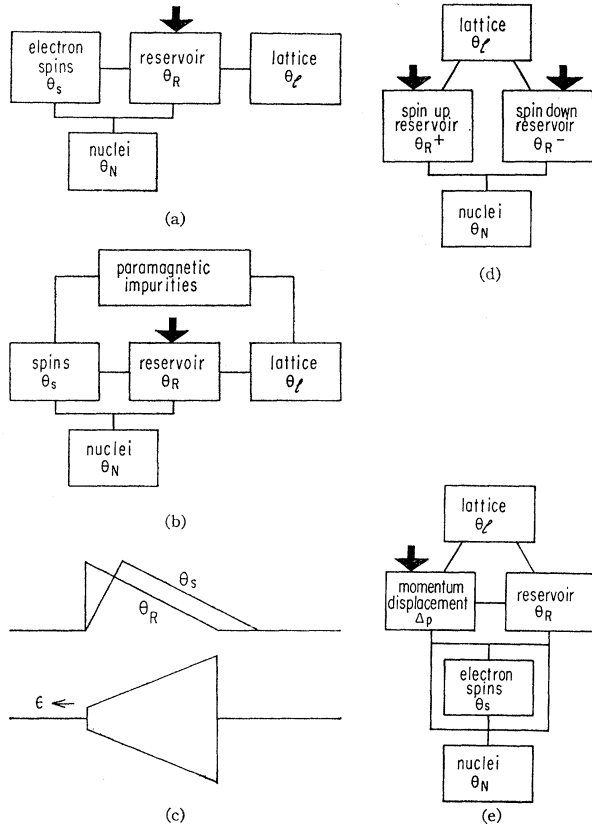 electron
spins
θs
reservoir
θR
lattice
θℓ
nuclei
θN
(a)
paramagnetic
impurities
spins
θs
reservoir
θR
lattice
θℓ
nuclei
θN
(b)
θs
θR
ϵ ←
(c)
lattice
θℓ
spin up
reservoir
θR+
spin down
reservoir
θR−
nuclei
θN
(d)
lattice
θℓ
momentum
displacement
Δp
reservoir
θR
electron
spins
θs
nuclei
θN
(e)